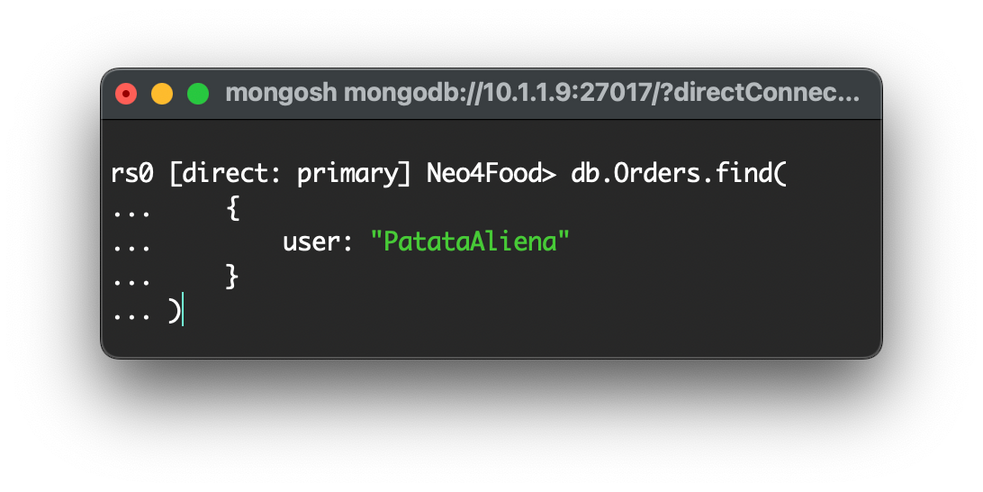 mongosh mongodb://10.1.1.9:27017/?directConnec...
rs0 [direct: primary] Neo4Food> db.Orders.find(
...     {
...         user: "PatataAliena"
...     }
... )